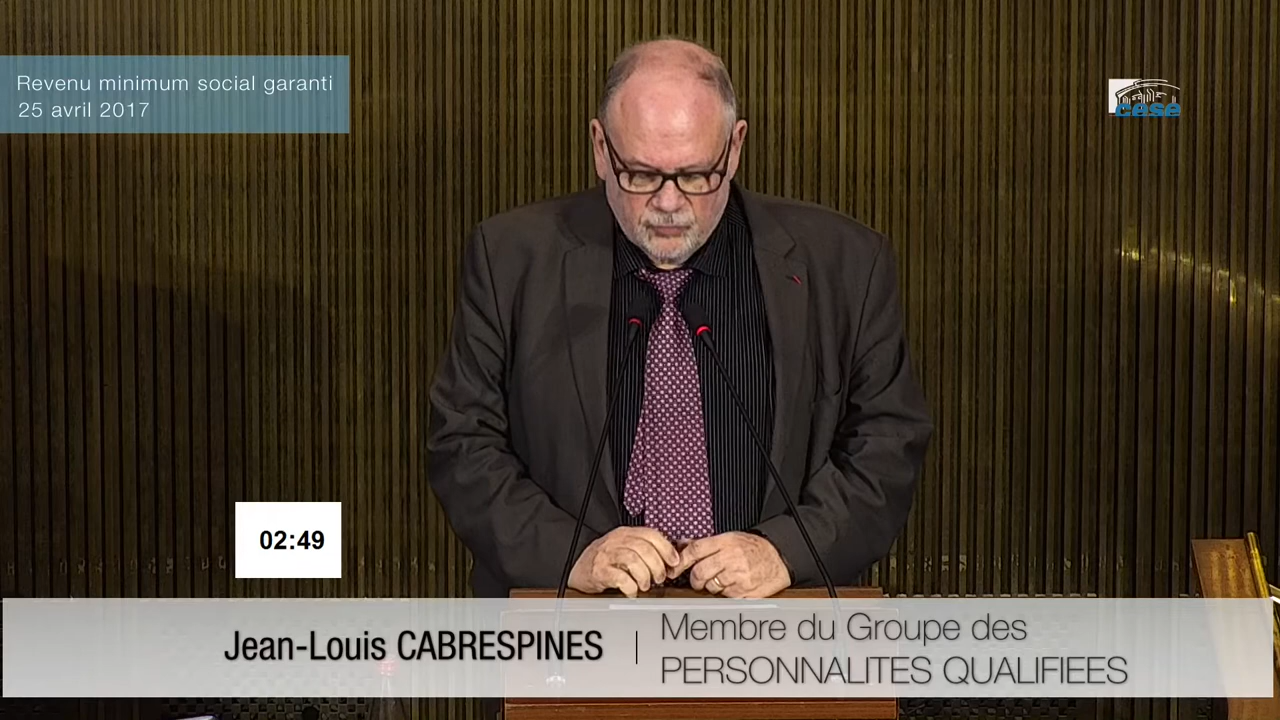 Revenu minimum social garanti
25 avril 2017
cese
02:49
Jean-Louis CABRESPINES
Membre du Groupe des
PERSONNALITES QUALIFIEES